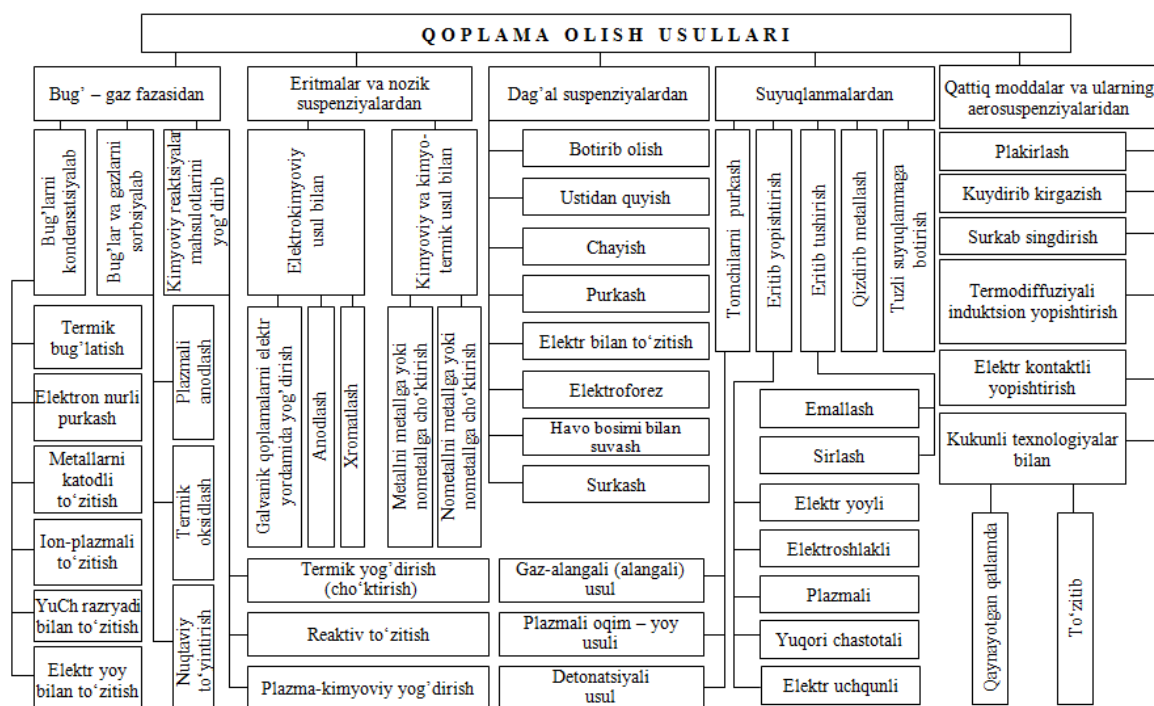 QOPLAMA OLISH USULLARI
Bug’ – gaz fazasidan
Eritmalar va nozik
suspenziyalardan
Dag’al suspenziyalardan
Suyuqlanmalardan
Qattiq moddalar va ularning
aerosuspenziyalaridan
Bug’larni
kondensatsiyalab
Bug’lar va gazlarni
sorbsiyalab
Kimyoviy reaktsiyalar
mahsulotlarini
yog’dirib
Termik
bug’latish
Elektron nurli
purkash
Metallarni
katodli
to‘zitish
Ion-plazmali
to‘zitish
YuCh razryadi
bilan to‘zitish
Elektr yoy
bilan to‘zitish
Plazmali
anodlash
Termik
oksidlash
Nuqtaviy
to‘yintirish
Elektrokimyoviy
usul bilan
Kimyoviy va kimyo-
termik usul bilan
Galvanik qoplamalarni elektr
yordamida yog’dirish
Anodlash
Xromatlash
Metallni metallga yoki
nometallga cho‘ktirish
Nometallni metallga yoki
nometallga cho‘ktirish
Termik yog’dirish
(cho‘ktirish)
Reaktiv to‘zitish
Plazma-kimyoviy yog’dirish
Botirib olish
Ustidan quyish
Chayish
Purkash
Elektr bilan to‘zitish
Elektroforez
Havo bosimi bilan
suvash
Surkash
Gaz-alangali (alangali)
usul
Plazmali oqim – yoy
usuli
Detonatsiyali
usul
Tomchilarni purkash
Eritib yopishtirish
Eritib tushirish
Qizdirib metallash
Tuzli suyuqlanmaga
botirish
Emallash
Sirlash
Elektr yoyli
Elektroshlakli
Plazmali
Yuqori chastotali
Elektr uchqunli
Plakirlash
Kuydirib kirgazish
Surkab singdirish
Termodiffuziyali
induktsion yopishtirish
Elektr kontaktli
yopishtirish
Kukunli texnologiyalar
bilan
Qaynayotgan qatlamda
To‘zitib